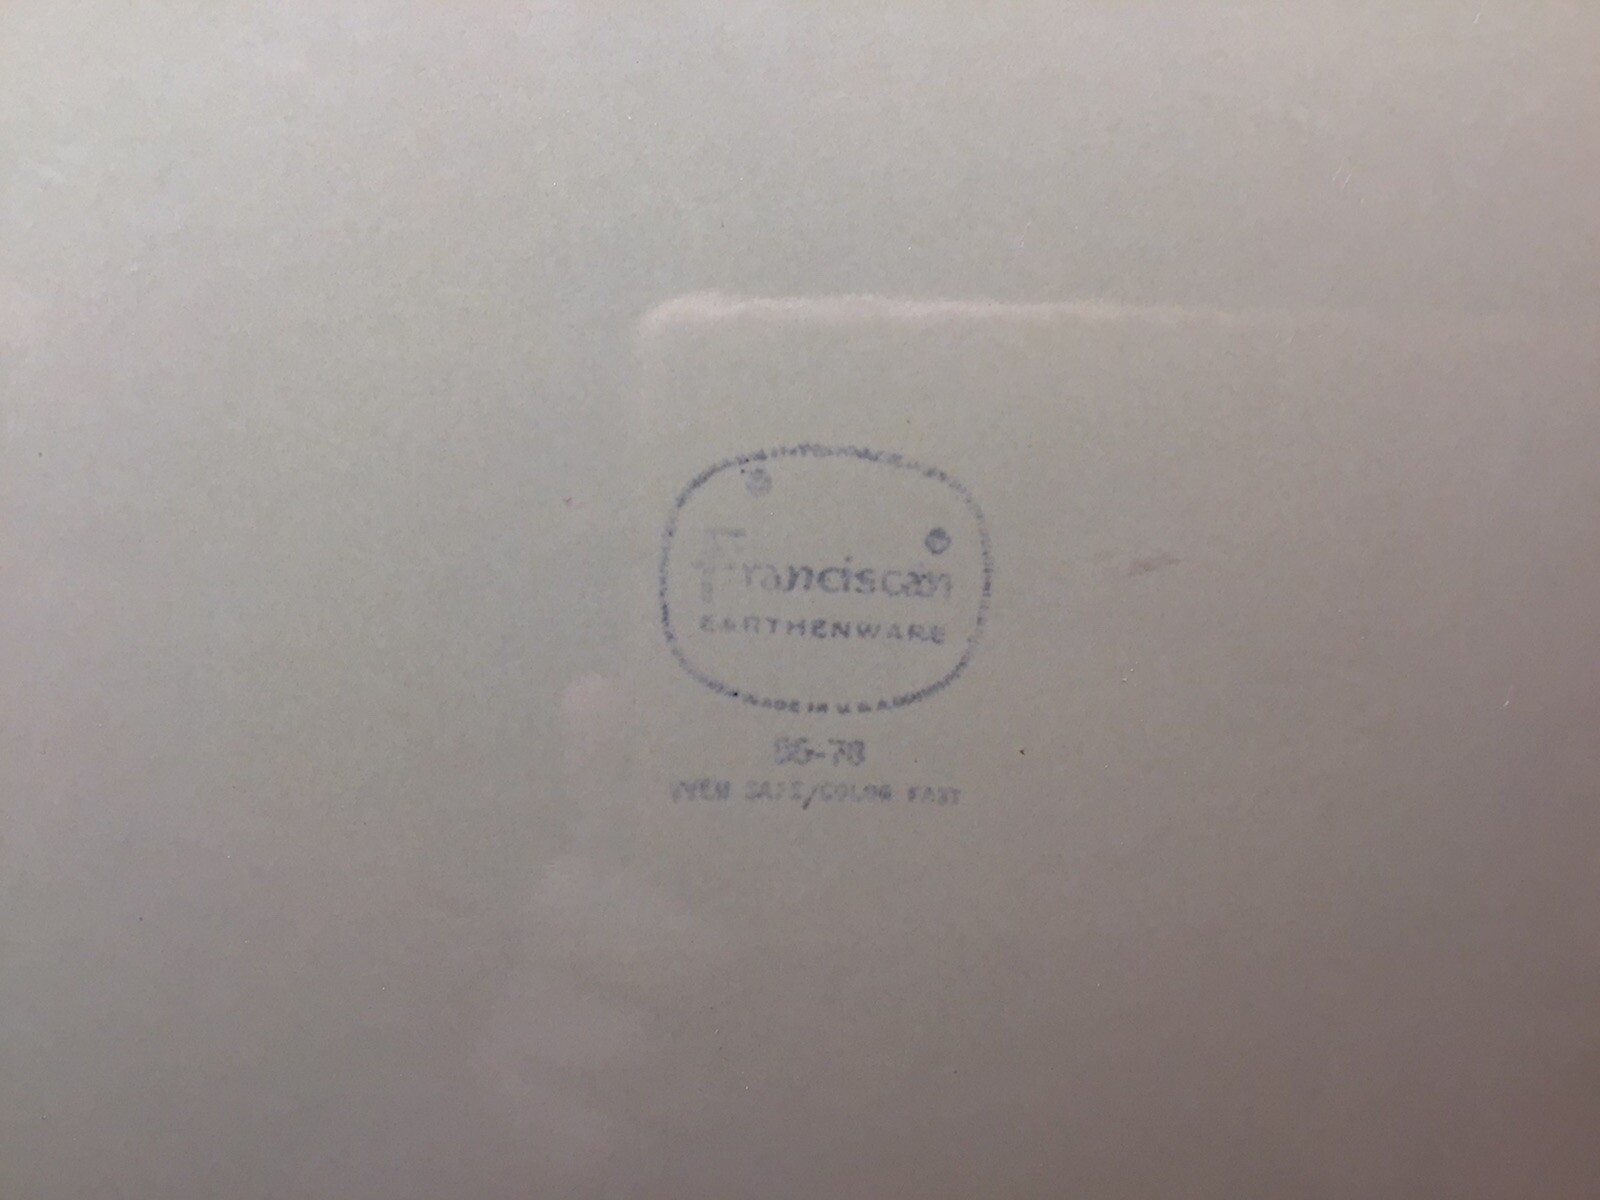 Franciscan
EARTHENWARE
MADE IN U.S.A.
OVEN SAFE/COLOR FAST